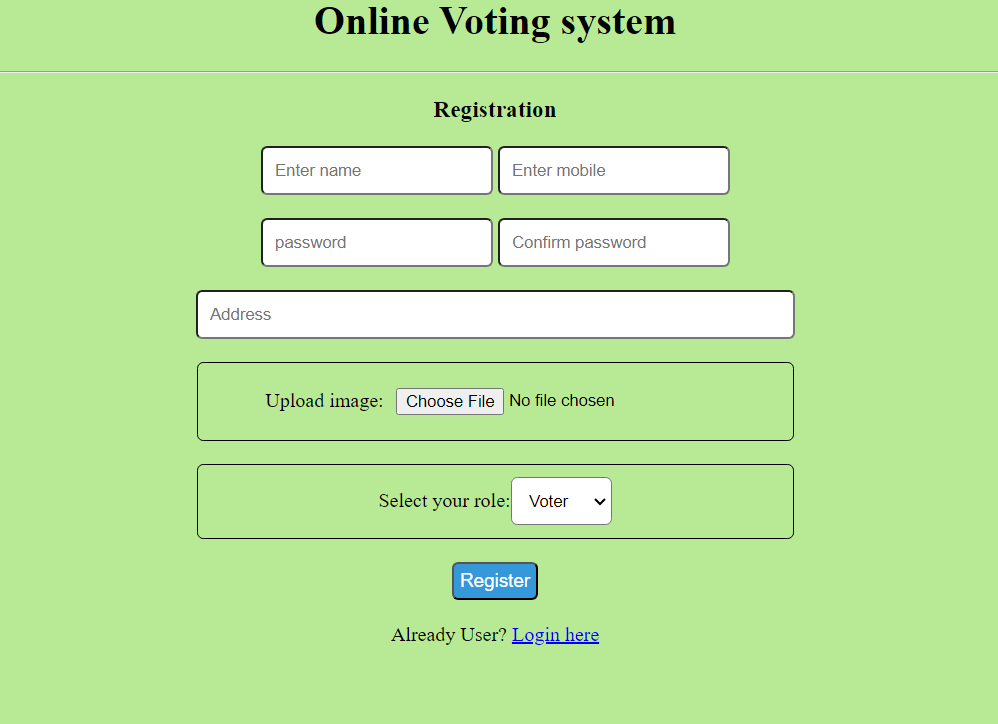 Online Voting system
Registration
Enter name Enter mobile
password Confirm password
Address
Upload image: Choose File No file chosen
Select your role: Voter
Register
Already User? Login here